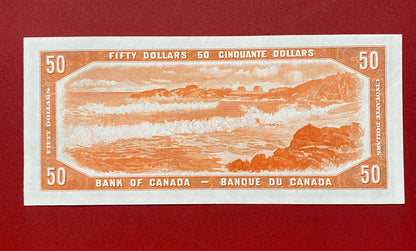 FIFTY DOLLARS 50 CINQUANTE DOLLARS
50 50
FIFTY DOLLARS
CINQUANTE DOLLARS
50 50
BANK OF CANADA – BANQUE DU CANADA